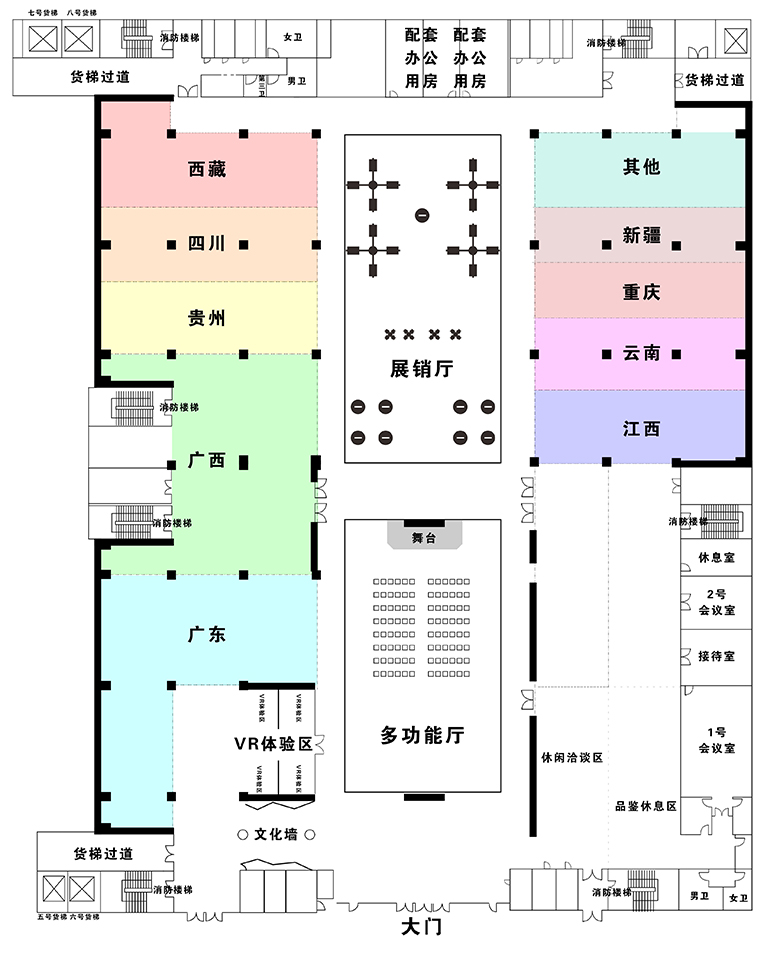 七号货梯 八号货梯
消防楼梯
女卫
配套 配套
办公 办公
用房 用房
消防楼梯
货梯过道
第三卫
男卫
货梯过道
西藏
其他
四川
新疆
贵州
重庆
展销厅
云南
消防楼梯
江西
广西
消防楼梯
消防楼梯
舞台
休息室
2号
会议室
广东
接待室
VR体验区 VR体验区
多功能厅
VR体验区
1号
会议室
休闲洽谈区
VR体验区 VR体验区
品鉴休息区
文化墙
货梯过道
消防楼梯
消防楼梯
男卫
女卫
五号货梯 六号货梯
大门